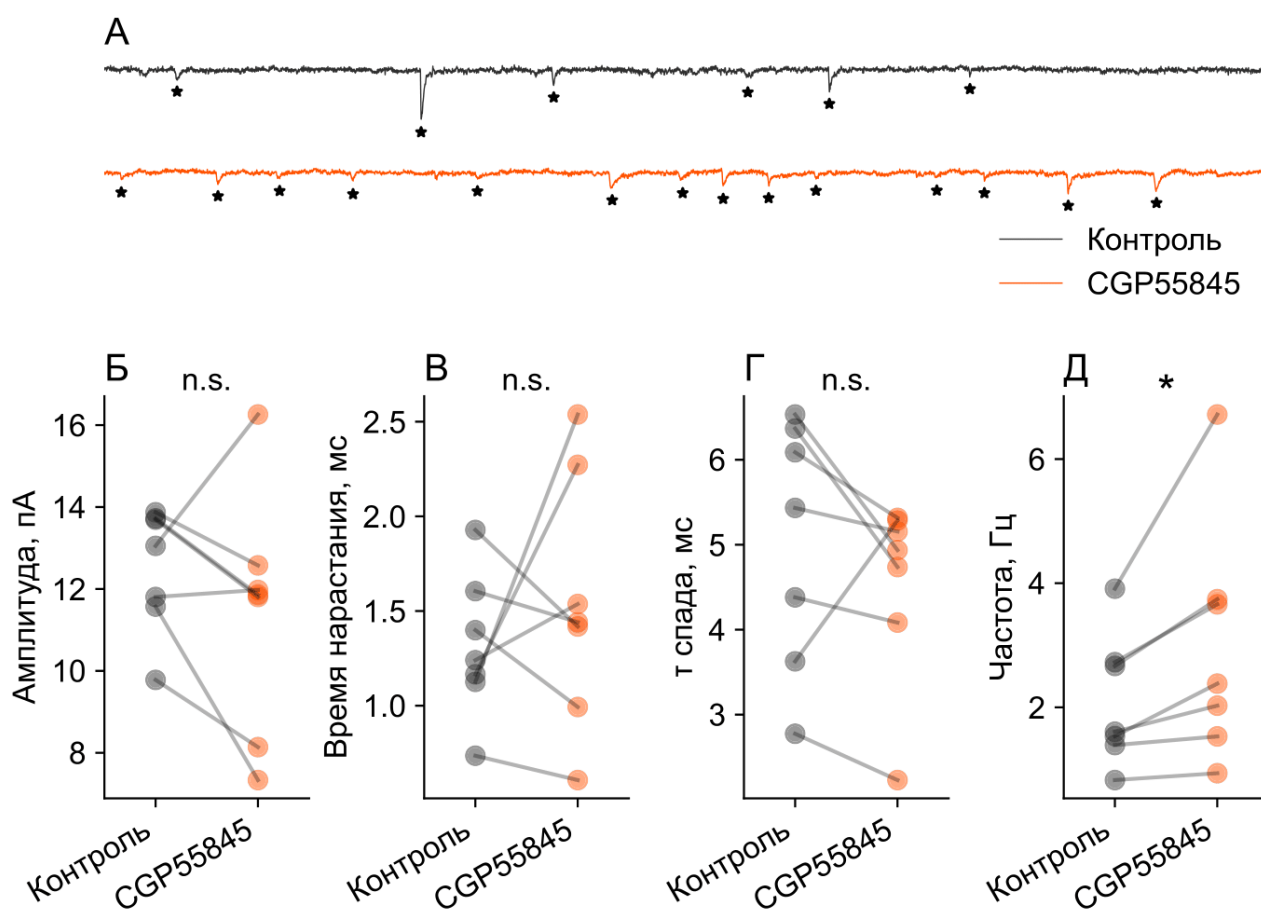 А
Контроль
CGP55845
Б
n.s.
Амплитуда, пА
16
14
12
10
8
Контроль
CGP55845
В
n.s.
Время нарастания, мс
2.5
2.0
1.5
1.0
Контроль
CGP55845
Г
n.s.
τ спада, мс
6
5
4
3
Контроль
CGP55845
Д
*
Частота, Гц
6
4
2
Контроль
CGP55845